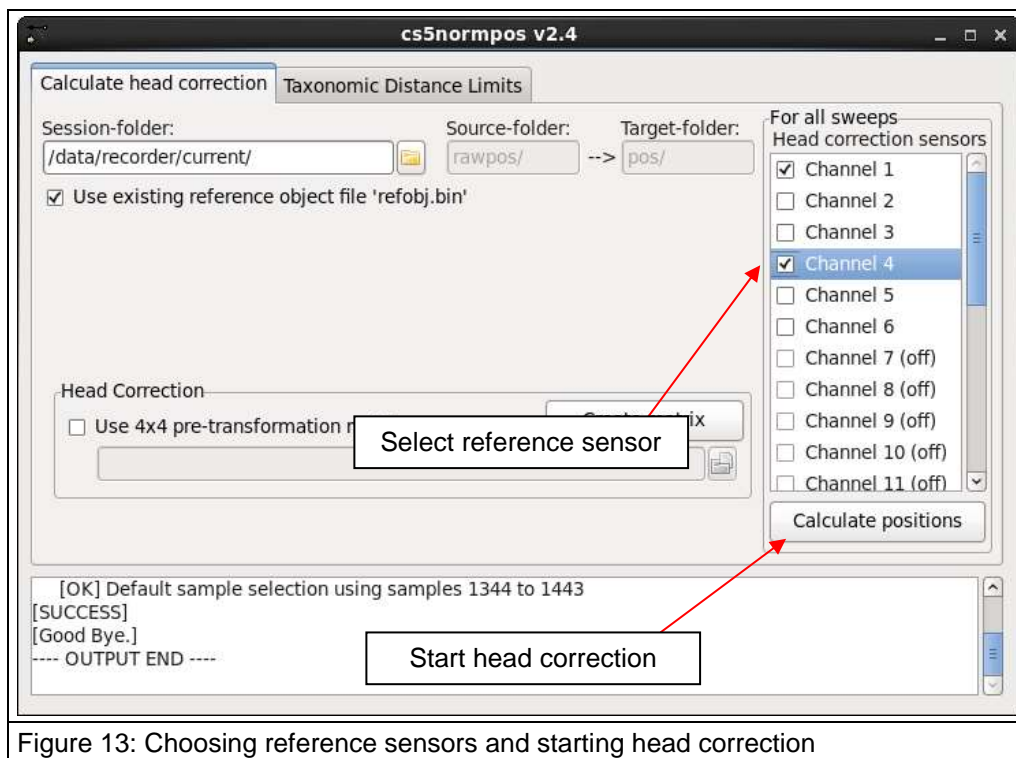 cs5normpos v2.4
Calculate head correction
Taxonomic Distance Limits
Session-folder:
Source-folder:
Target-folder:
/data/recorder/current/
rawpos/
-->
pos/
Use existing reference object file 'refobj.bin'
For all sweeps
Head correction sensors
Channel 1
Channel 2
Channel 3
Channel 4
Channel 5
Channel 6
Channel 7 (off)
Channel 8 (off)
Channel 9 (off)
Channel 10 (off)
Channel 11 (off)
Head Correction
Use 4x4 pre-transformation
Select reference sensor
Calculate positions
[OK] Default sample selection using samples 1344 to 1443
[SUCCESS]
[Good Bye.]
---- OUTPUT END ----
Start head correction
Figure 13: Choosing reference sensors and starting head correction